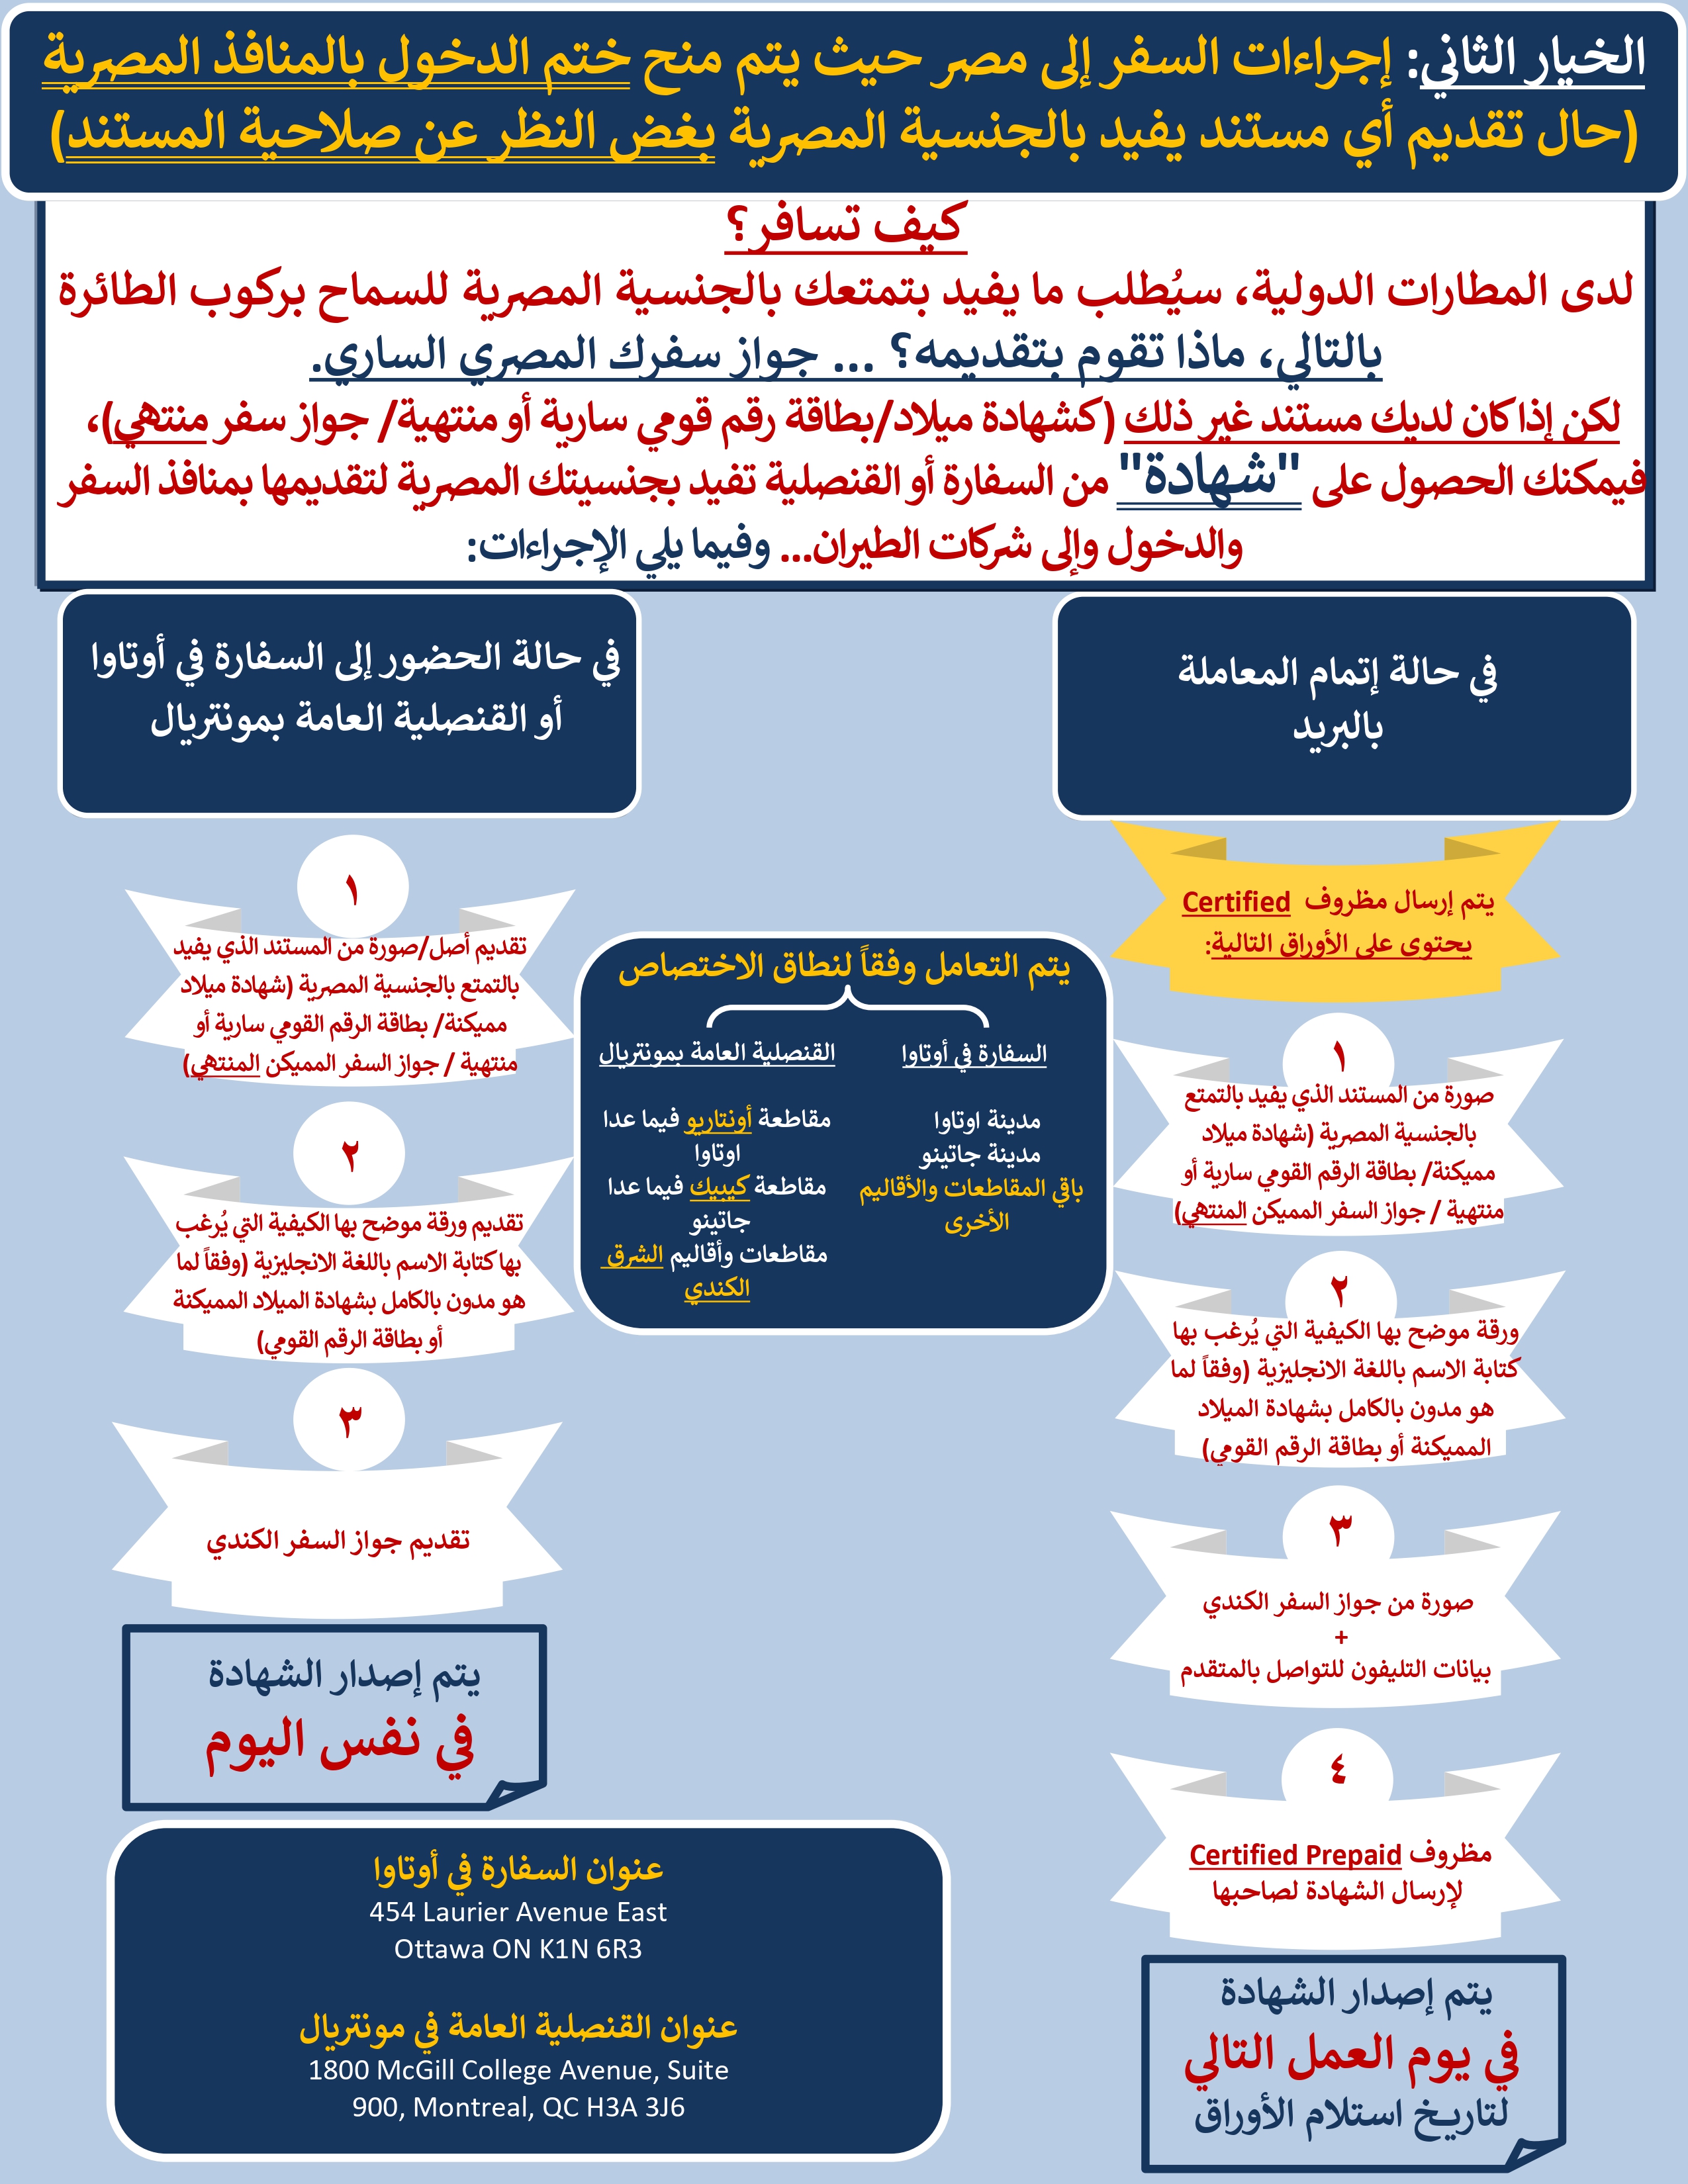 الخيار الثاني: إجراءات السفر إلى مصر حيث يتم منح ختم الدخول بالمنافذ المصرية
(حال تقديم أي مستند يفيد بالجنسية المصرية بغض النظر عن صلاحية المستند)
كيف تسافر؟
لدى المطارات الدولية، سيُطلب ما يفيد بتمتعك بالجنسية المصرية للسماح بركوب الطائرة
بالتالي، ماذا تقوم بتقديمه؟ ... جواز سفرك المصري الساري.
لكن إذا كان لديك مستند غير ذلك (كشهادة ميلاد/بطاقة رقم قومي سارية أو منتهية/ جواز سفر منتهي)،
فيمكنك الحصول على "شهادة" من السفارة أو القنصلية تفيد بجنسيتك المصرية لتقديمها بمنافذ السفر
والدخول وإلى شركات الطيران... وفيما يلي الإجراءات:
في حالة إتمام المعاملة
بالبريد
يتم إرسال مظروف Certified
يحتوى على الأوراق التالية:
١
صورة من المستند الذي يفيد بالتمتع
بالجنسية المصرية (شهادة ميلاد
مميكنة/ بطاقة الرقم القومي سارية أو
منتهية / جواز السفر المميكن المنتهي)
٢
ورقة موضح بها الكيفية التي يُرغب بها
كتابة الاسم باللغة الانجليزية (وفقاً لما
هو مدون بالكامل بشهادة الميلاد
المميكنة أو بطاقة الرقم القومي)
٣
صورة من جواز السفر الكندي
+
بيانات التليفون للتواصل بالمتقدم
٤
مظروف Certified Prepaid
لإرسال الشهادة لصاحبها
يتم إصدار الشهادة
في يوم العمل التالي
لتاريخ استلام الأوراق
يتم التعامل وفقاً لنطاق الاختصاص
السفارة في أوتاوا
مدينة اوتاوا
مدينة جاتينو
باقي المقاطعات والأقاليم
الأخرى
القنصلية العامة بمونتريال
مقاطعة أونتاريو فيما عدا
اوتاوا
مقاطعة كيبيك فيما عدا
جاتينو
مقاطعات وأقاليم الشرق
الكندي
في حالة الحضور إلى السفارة في أوتاوا
أو القنصلية العامة بمونتريال
١
تقديم أصل/صورة من المستند الذي يفيد
بالتمتع بالجنسية المصرية (شهادة ميلاد
مميكنة/ بطاقة الرقم القومي سارية أو
منتهية / جواز السفر المميكن المنتهي)
٢
تقديم ورقة موضح بها الكيفية التي يُرغب
بها كتابة الاسم باللغة الانجليزية (وفقاً لما
هو مدون بالكامل بشهادة الميلاد المميكنة
أو بطاقة الرقم القومي)
٣
تقديم جواز السفر الكندي
يتم إصدار الشهادة
في نفس اليوم
عنوان السفارة في أوتاوا
454 Laurier Avenue East
Ottawa ON K1N 6R3
عنوان القنصلية العامة في مونتريال
1800 McGill College Avenue, Suite
900, Montreal, QC H3A 3J6